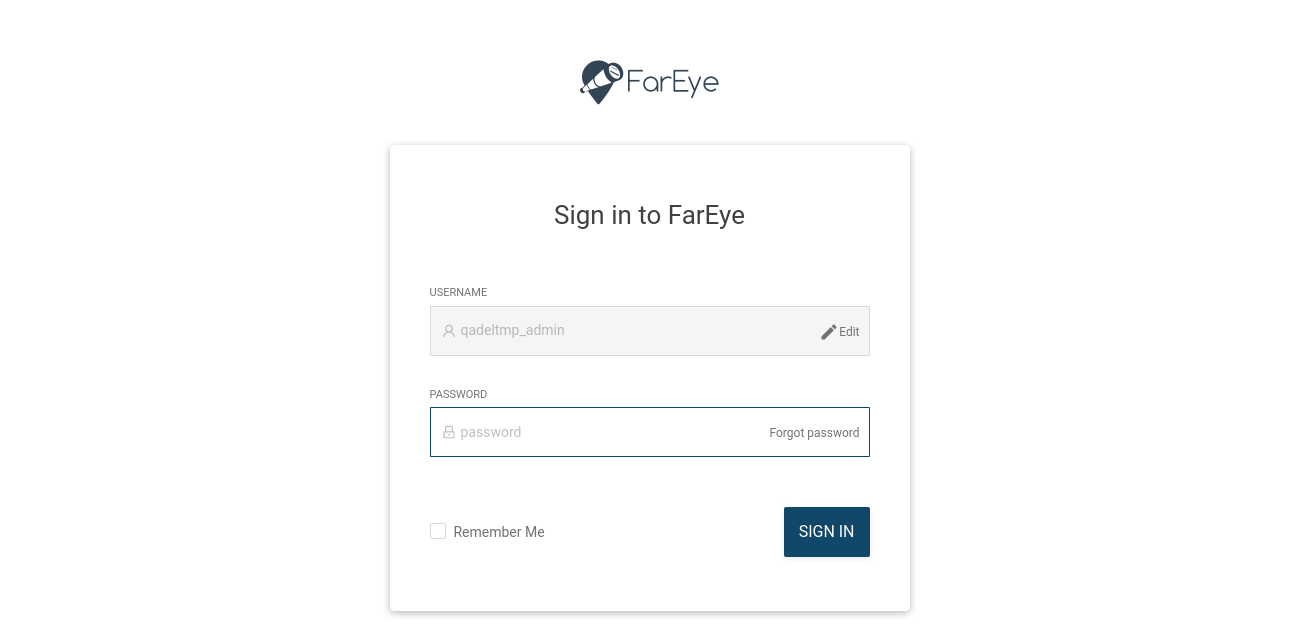 FarEye
Sign in to FarEye
USERNAME
qadeltmp_admin
Edit
PASSWORD
password
Forgot password
Remember Me
SIGN IN